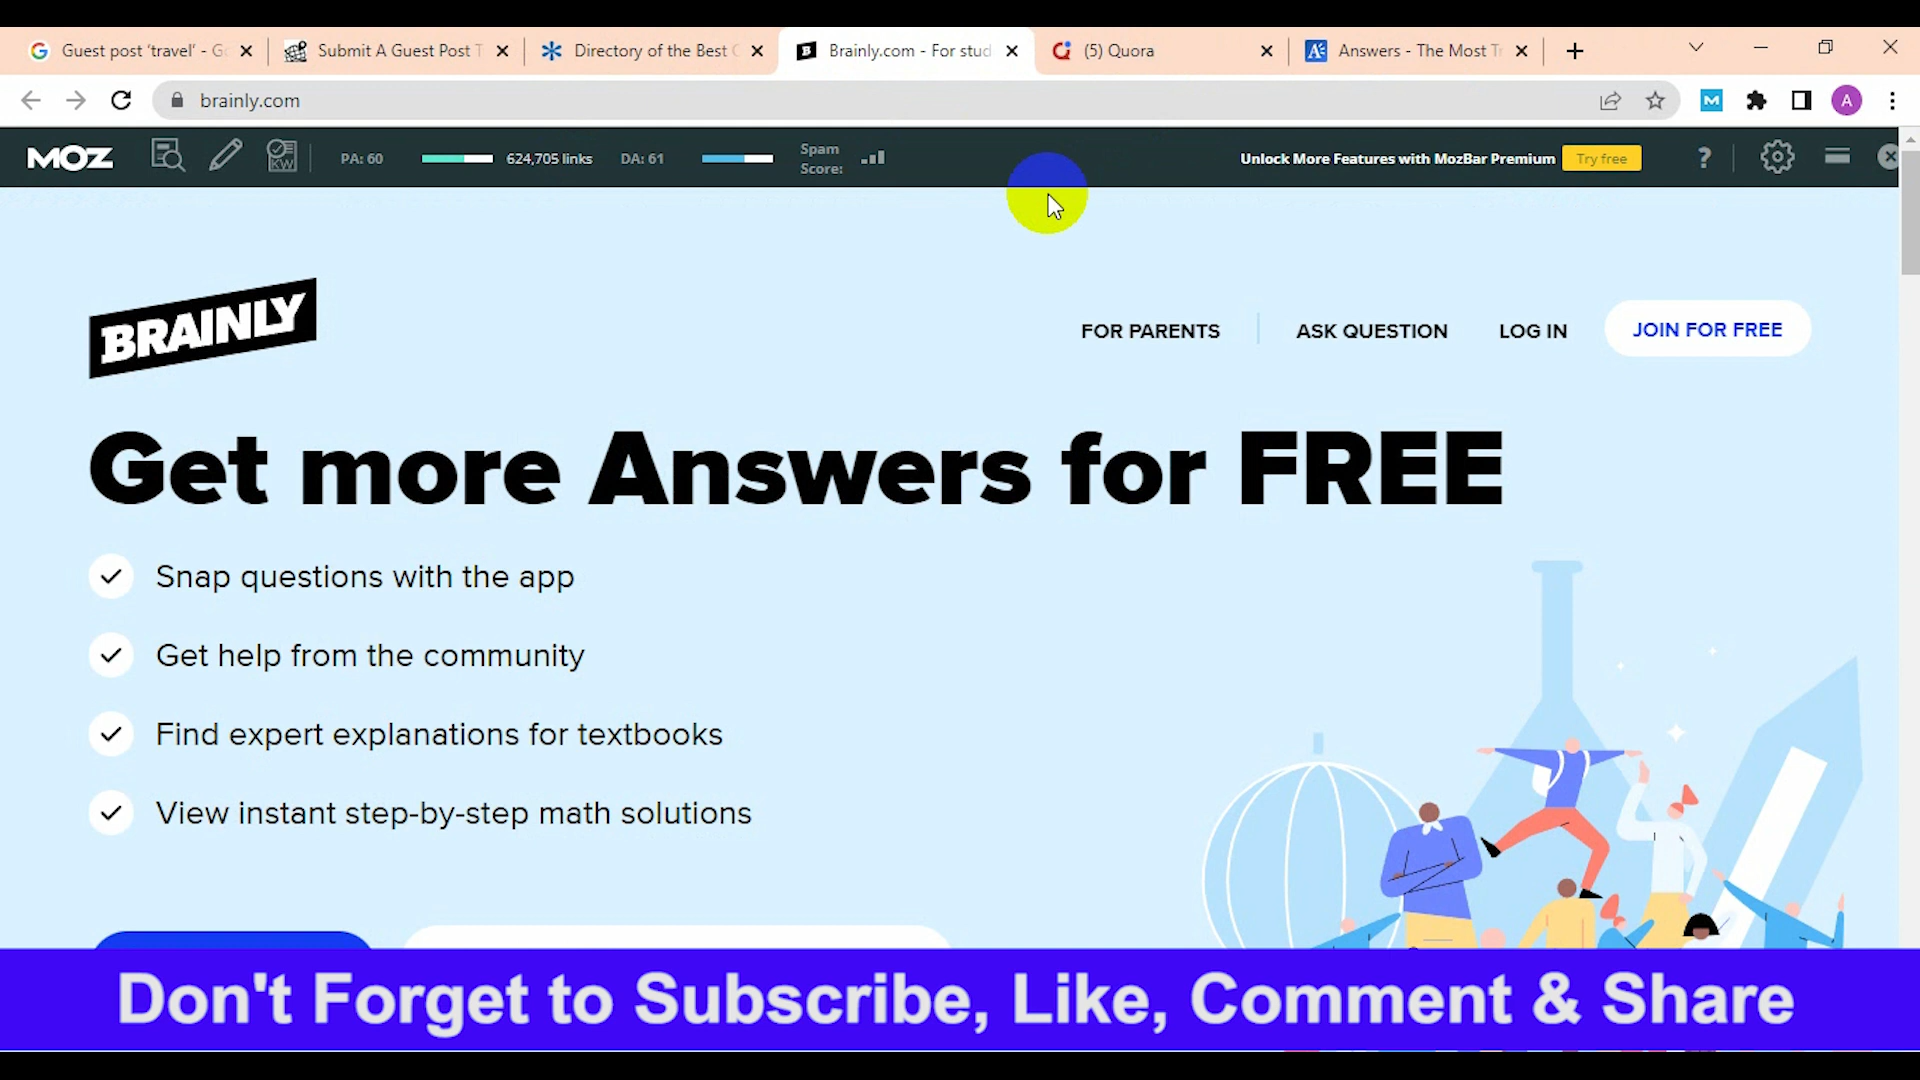 Guest post ‘travel’ - G
Submit A Guest Post T
Directory of the Best
Brainly.com - For stud
(5) Quora
Answers - The Most T
brainly.com
M
A
MOZ
KW
PA: 60
624,705 links
DA: 61
Spam
Score:
Unlock More Features with MozBar Premium
Try free
?
BRAINLY
FOR PARENTS
ASK QUESTION
LOG IN
JOIN FOR FREE
Get more Answers for FREE
Snap questions with the app
Get help from the community
Find expert explanations for textbooks
View instant step-by-step math solutions
Don't Forget to Subscribe, Like, Comment & Share